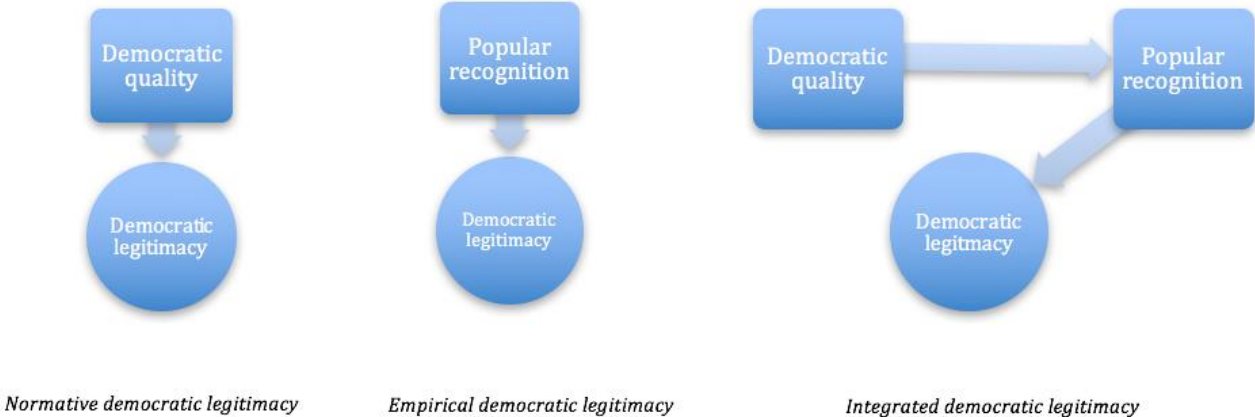 Democratic
quality
Democratic
legitimacy
Normative democratic legitimacy
Popular
recognition
Democratic
legitimacy
Empirical democratic legitimacy
Democratic
quality
Popular
recognition
Democratic
legitmacy
Integrated democratic legitimacy